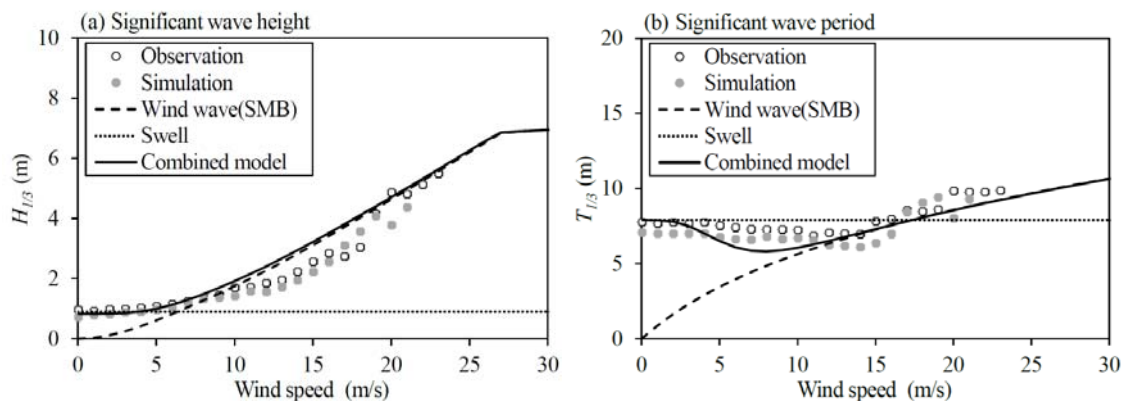 (a) Significant wave height
10
8
6
4
2
0
H1/3 (m)
Observation
Simulation
Wind wave(SMB)
Swell
Combined model
0 5 10 15 20 25 30
Wind speed (m/s)
(b) Significant wave period
20
15
10
5
0
T1/3 (m)
Observation
Simulation
Wind wave(SMB)
Swell
Combined model
0 5 10 15 20 25 30
Wind speed (m/s)